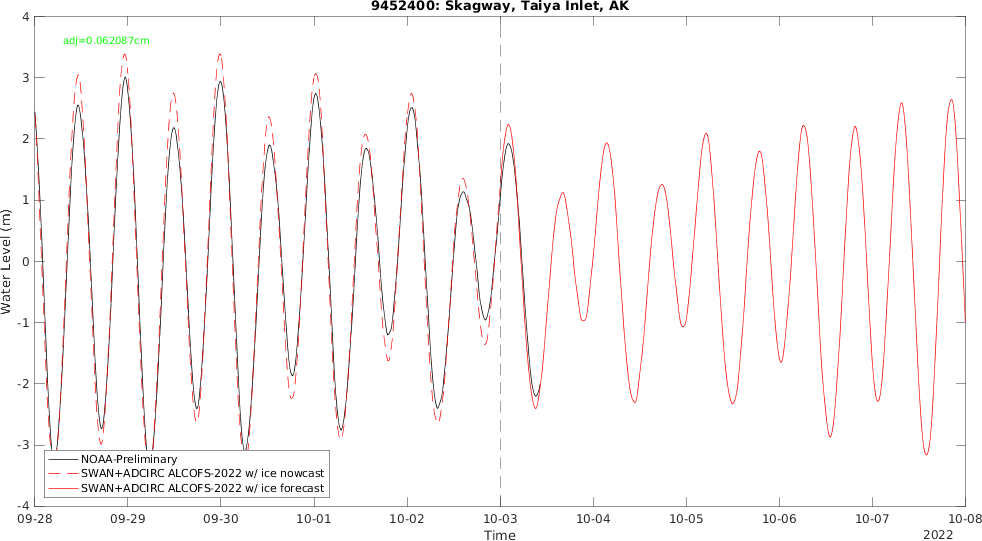 9452400: Skagway, Taiya Inlet, AK
adj=0.062087cm
4
3
2
1
0
-1
-2
-3
-4
Water Level (m)
NOAA-Preliminary
SWAN+ADCIRC ALCOFS-2022 w/ ice nowcast
SWAN+ADCIRC ALCOFS-2022 w/ ice forecast
09-28 09-29 09-30 10-01 10-02 10-03 10-04 10-05 10-06 10-07 10-08
Time
2022